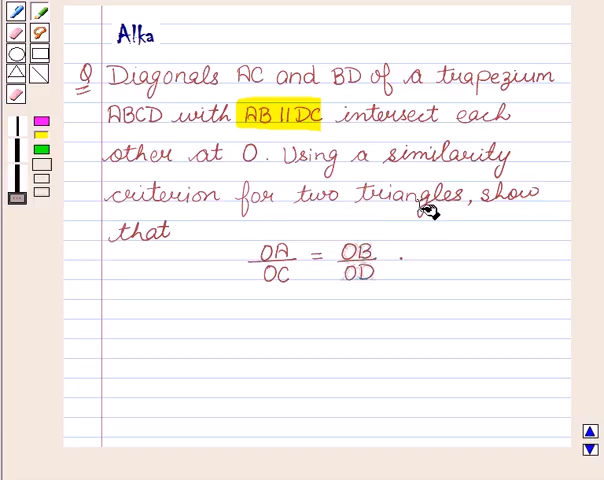 Alka
Q Diagonals AC and BD of a trapezium
ABCD with AB || DC intersect each
other at O. Using a similarity
criterion for two triangles, show
that
OA/OC = OB/OD .